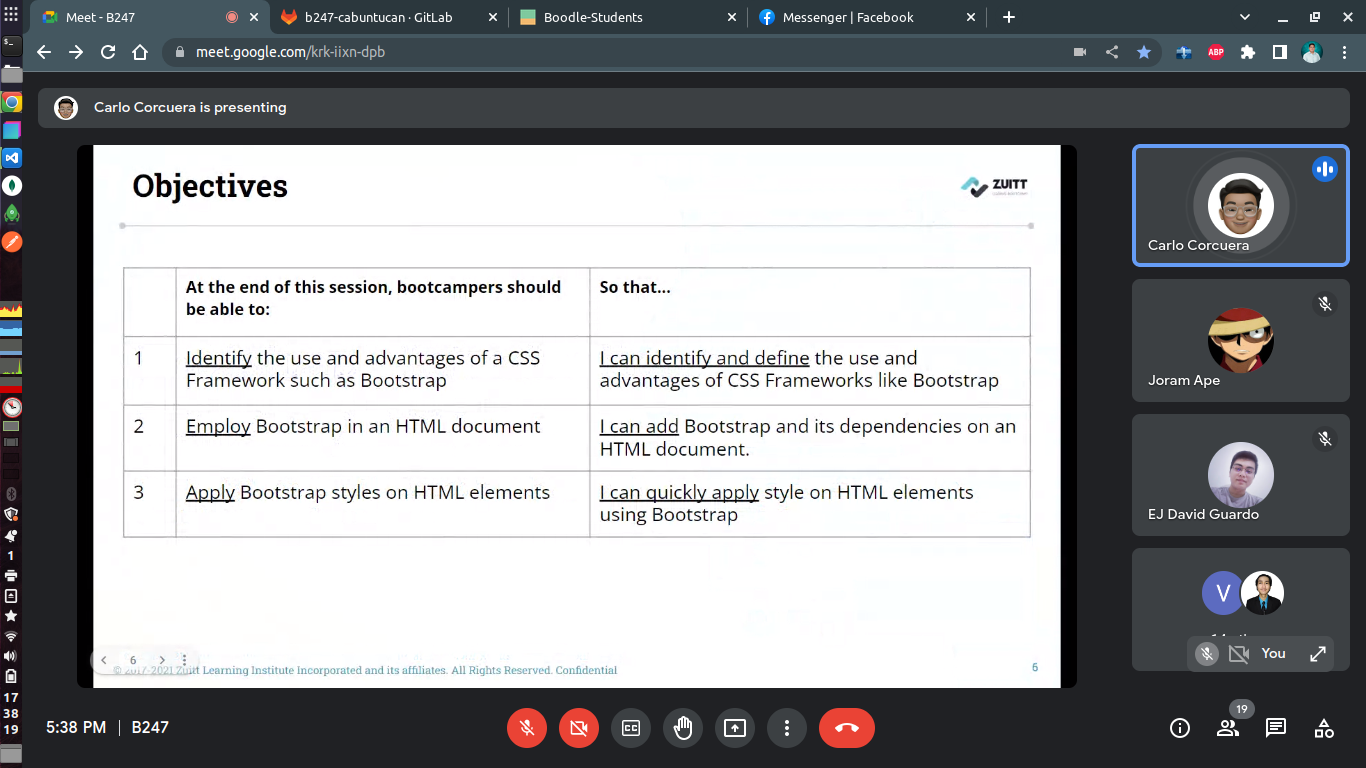 Meet - B247
b247-cabuntucan · GitLab
Boodle-Students
Messenger | Facebook
meet.google.com/krk-iixn-dpb
ABP
Carlo Corcuera is presenting
Objectives
ZUITT
At the end of this session, bootcampers should
be able to:
So that...
1
Identify the use and advantages of a CSS
Framework such as Bootstrap
I can identify and define the use and
advantages of CSS Frameworks like Bootstrap
2
Employ Bootstrap in an HTML document
I can add Bootstrap and its dependencies on an
HTML document.
3
Apply Bootstrap styles on HTML elements
I can quickly apply style on HTML elements
using Bootstrap
6
© 2017-2021 Zuitt Learning Institute Incorporated and its affiliates. All Rights Reserved. Confidential
6
Carlo Corcuera
Joram Ape
EJ David Guardo
V
You
1
17
38
19
5:38 PM | B247
CC
19